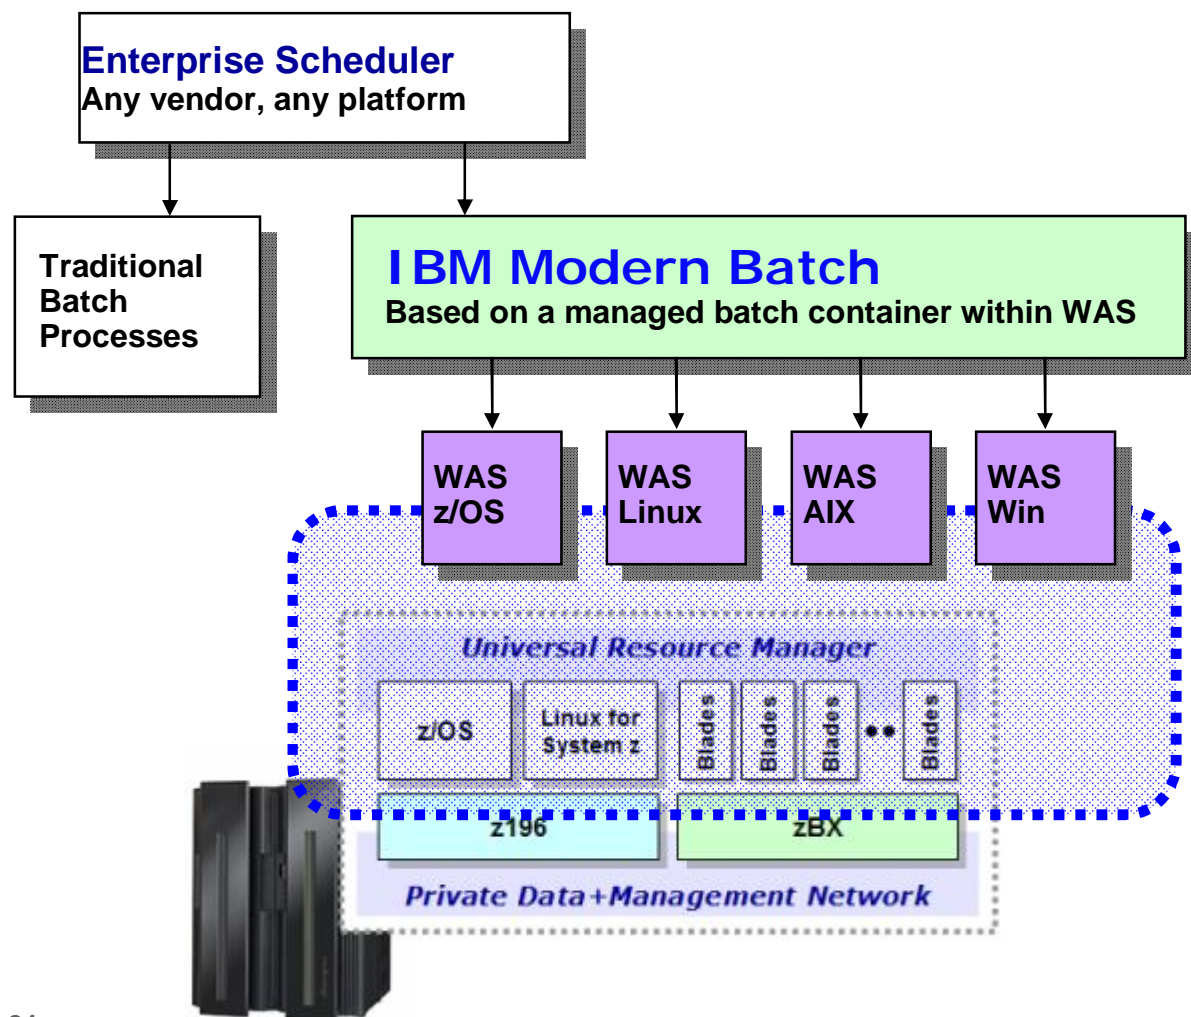 Enterprise Scheduler
Any vendor, any platform
Traditional
Batch
Processes
IBM Modern Batch
Based on a managed batch container within WAS
WAS
z/OS
WAS
Linux
WAS
AIX
WAS
Win
Universal Resource Manager
z/OS
Linux for
System z
Blades
Blades
Blades
Blades
z196
zBX
Private Data+Management Network